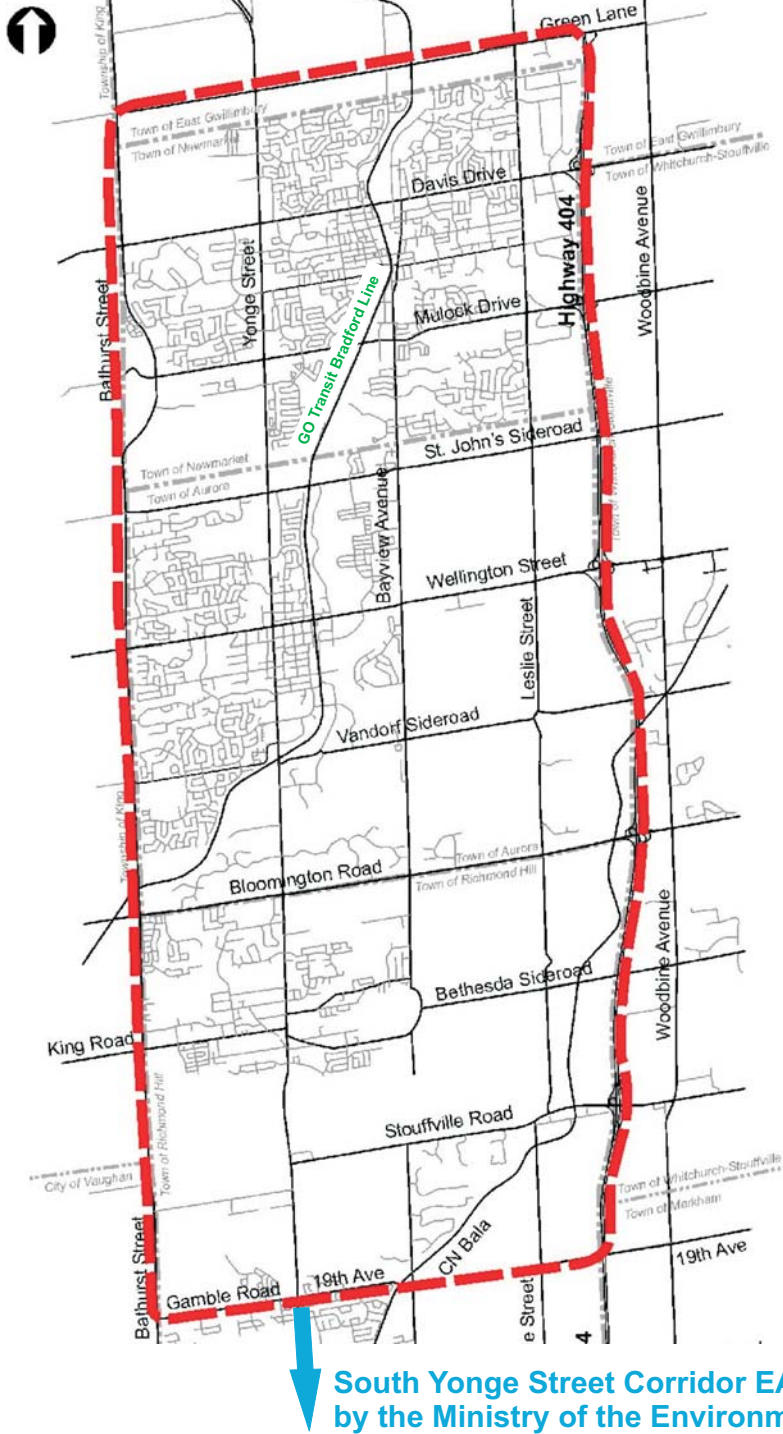 Green Lane
Township of King
Town of East Gwillimbury
Town of Newmarket
Town of East Gwillimbury
Town of Whitchurch-Stouffville
Davis Drive
Highway 404
Woodbine Avenue
Yonge Street
Bathurst Street
GO Transit Bradford Line
Mulock Drive
St. John's Sideroad
Town of Newmarket
Town of Aurora
Bayview Avenue
Wellington Street
Leslie Street
Vandorf Sideroad
Township of King
Bloomington Road
Town of Aurora
Town of Richmond Hill
Woodbine Avenue
Bethesda Sideroad
King Road
Stouffville Road
Town of Richmond Hill
City of Vaughan
Town of Whitchurch-Stouffville
Town of Markham
Bathurst Street
CN Bala
19th Ave
Gamble Road
19th Ave
e Street
4
South Yonge Street Corridor EA
by the Ministry of the Environm